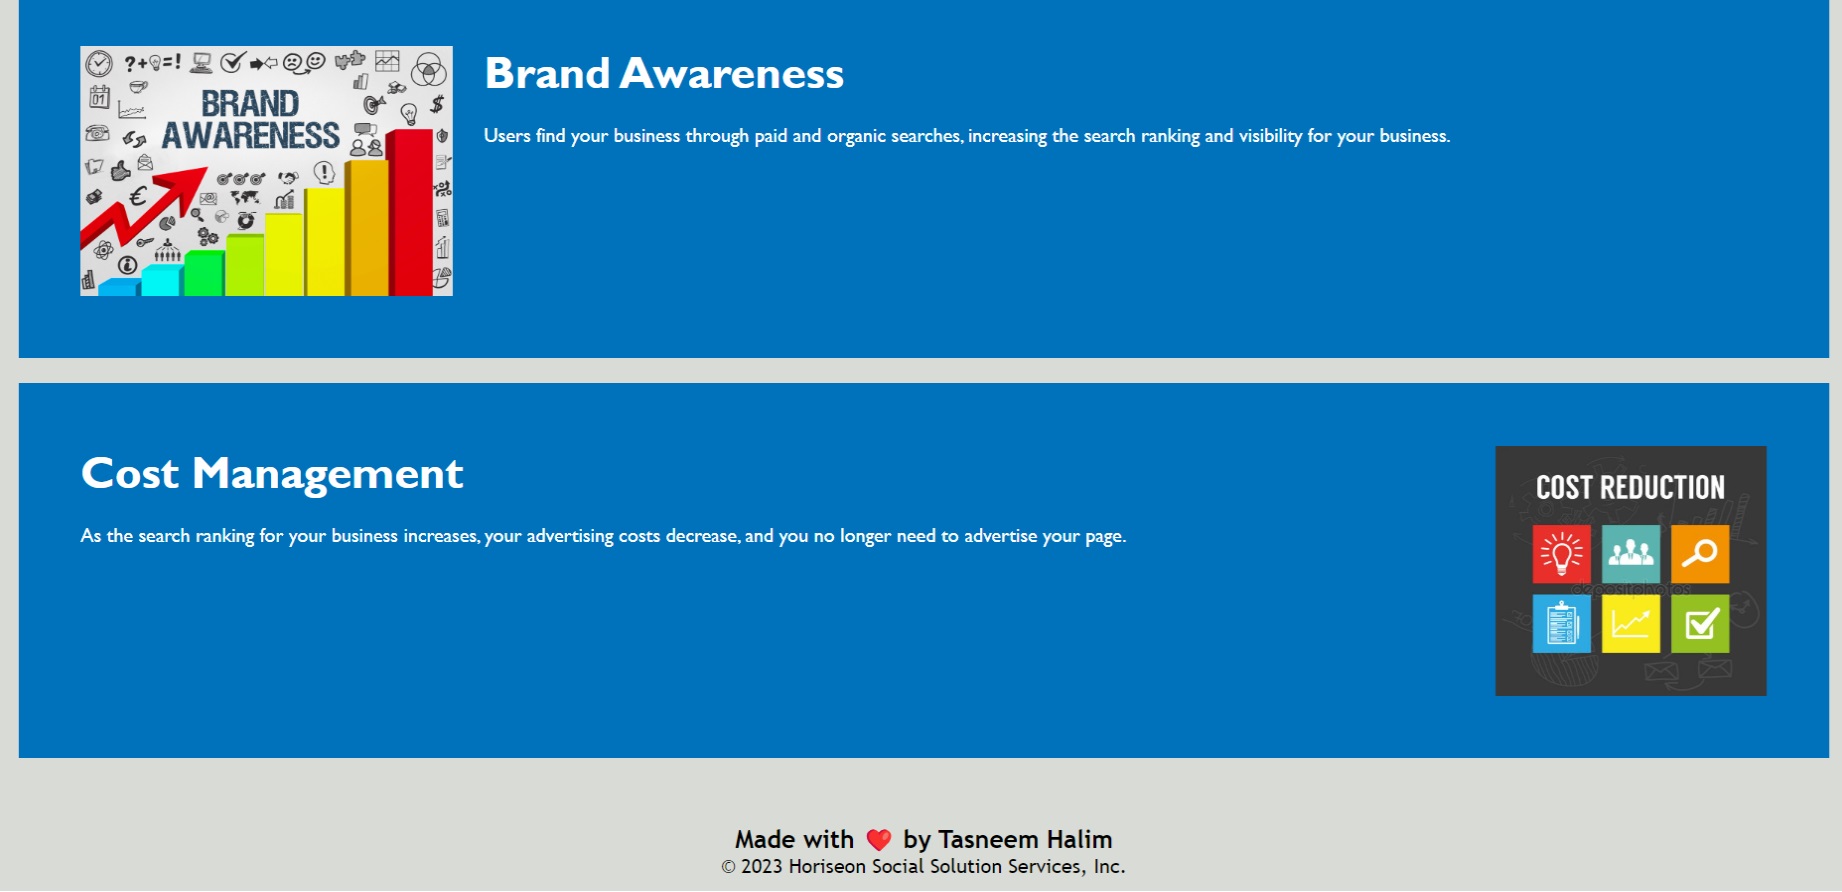 ?+=!
BRAND
AWARENESS
01
$
€
Brand Awareness
Users find your business through paid and organic searches, increasing the search ranking and visibility for your business.
Cost Management
As the search ranking for your business increases, your advertising costs decrease, and you no longer need to advertise your page.
COST REDUCTION
depositphotos
Made with ❤️ by Tasneem Halim
© 2023 Horiseon Social Solution Services, Inc.